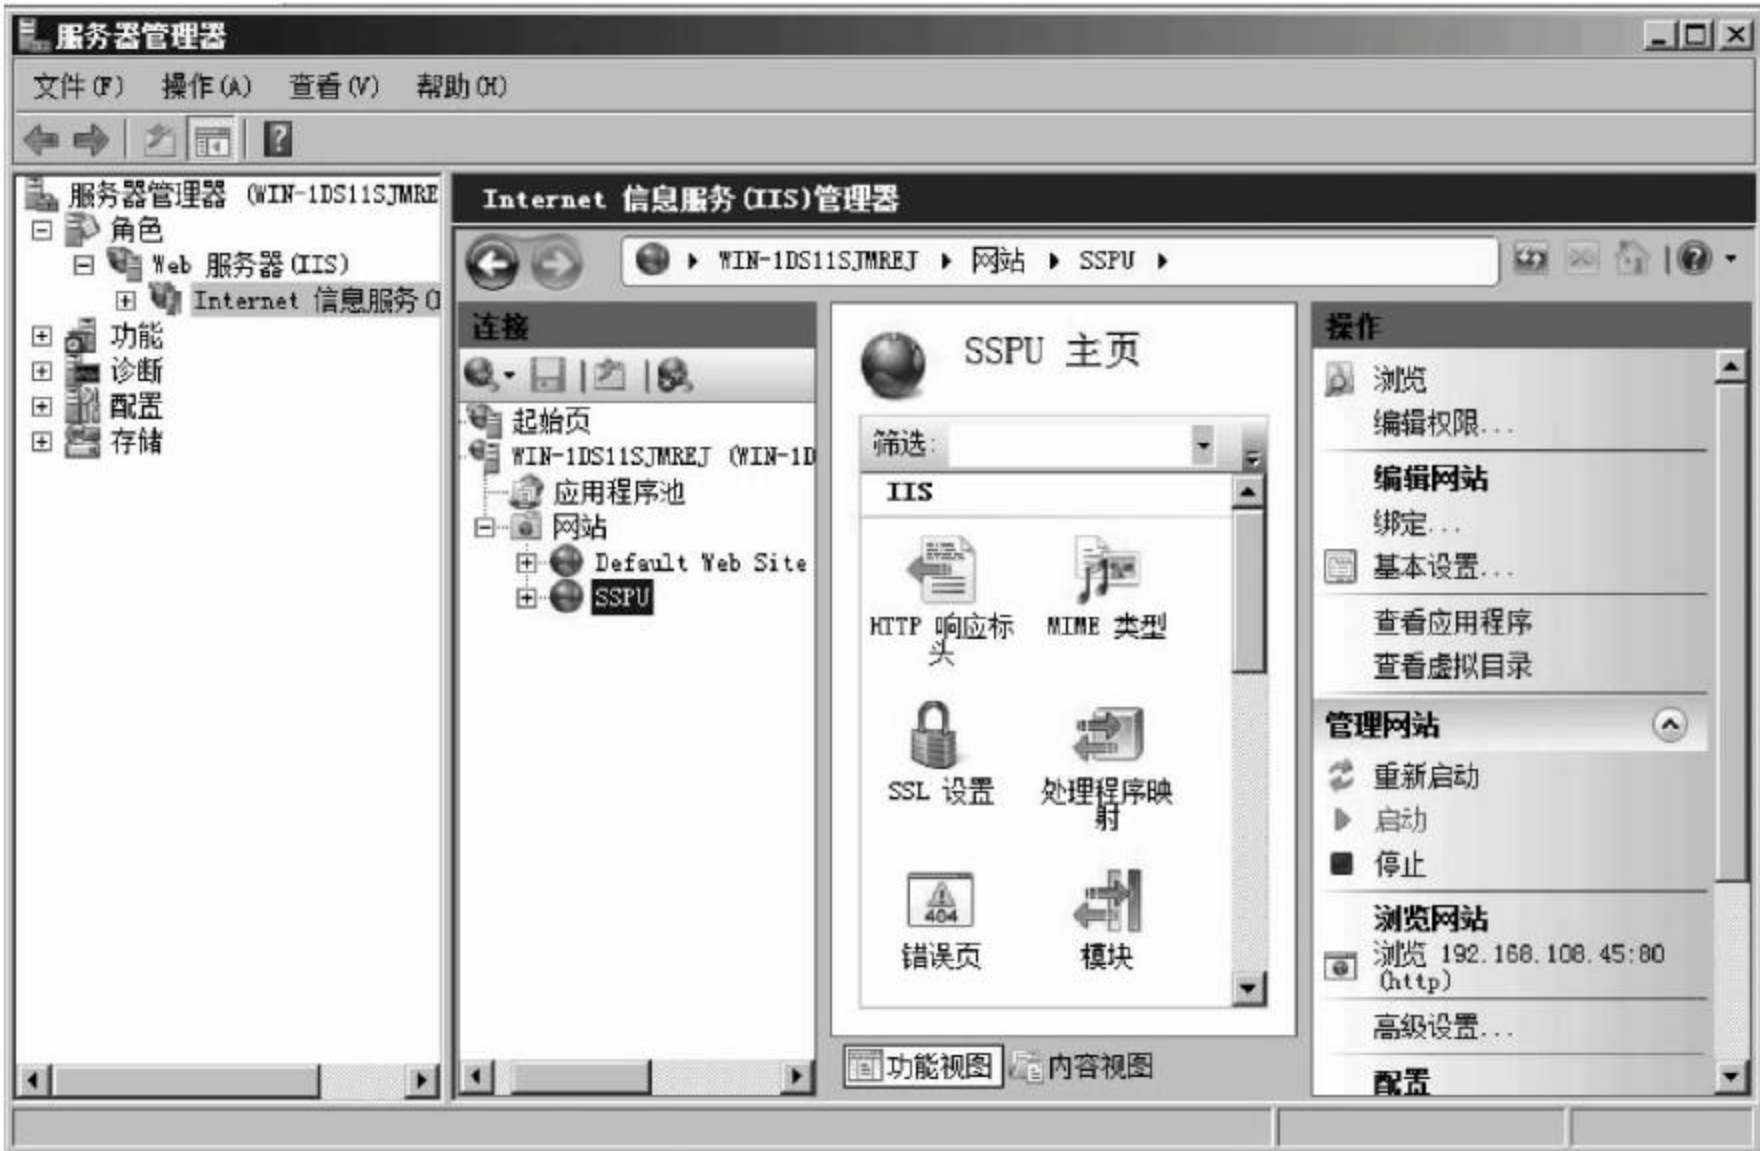 服务器管理器
文件(F) 操作(A) 查看(V) 帮助(H)
服务器管理器 (WIN-1DS11SJMRE
角色
Web 服务器(IIS)
Internet 信息服务(I
功能
诊断
配置
存储
Internet 信息服务(IIS)管理器
WIN-1DS11SJMREJ 网站 SSPU
连接
起始页
WIN-1DS11SJMREJ (WIN-1D
应用程序池
网站
Default Web Site
SSPU
SSPU 主页
筛选:
IIS
HTTP 响应标
头
MIME 类型
SSL 设置
处理程序映
射
404
错误页
模块
功能视图
内容视图
操作
浏览
编辑权限...
编辑网站
绑定...
基本设置...
查看应用程序
查看虚拟目录
管理网站
重新启动
启动
停止
浏览网站
浏览 192.168.108.45:80
(http)
高级设置...
配置